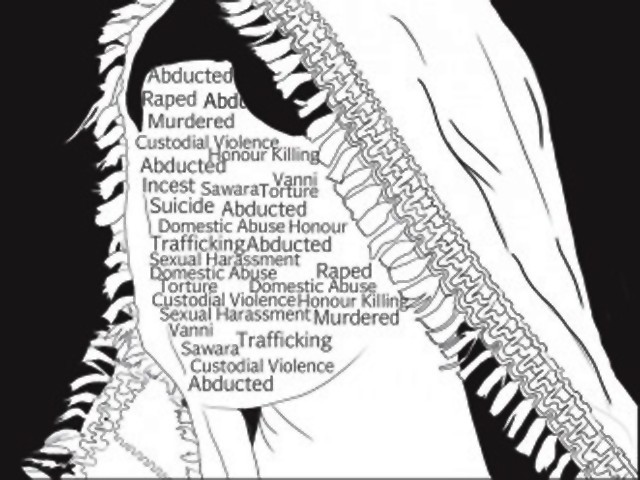 Abducted
Raped Abdu
Murdered
Custodial Violence
Honour Killing
Abducted
Vanni
Incest Sawara Torture
Suicide Abducted
Domestic Abuse Honour
Trafficking Abducted
Sexual Harassment
Domestic Abuse Raped
Torture Domestic Abuse
Custodial Violence Honour Killing
Sexual Harassment Murdered
Vanni
Trafficking
Sawara
Custodial Violence
Abducted